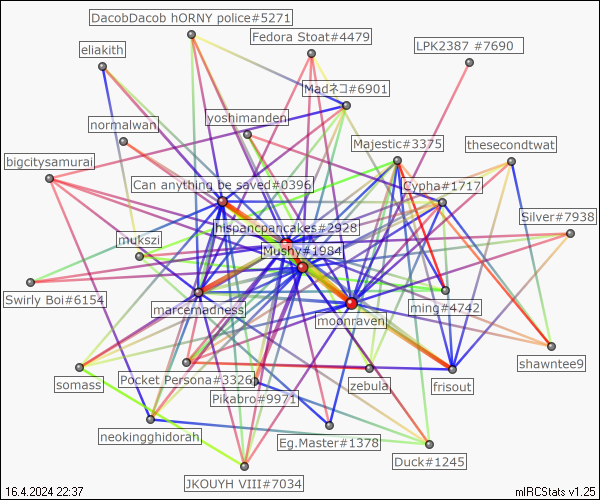 DacobDacob hORNY police#5271
Fedora Stoat#4479
LPK2387 #7690
eliakith
Madネコ#6901
normalwan
yoshimanden
Majestic#3375
thesecondtwat
bigcitysamurai
Can anything be saved#0396
Cypha#1717
Silver#7938
hispancpancakes#2928
mukszi
Mushy#1984
Swirly Boi#6154
marcemadness
ming#4742
moonraven
shawntee9
somass
Pocket Persona#3326
zebula
frisout
Pikabro#9971
neokingghidorah
Eg.Master#1378
Duck#1245
JKOUYH VIII#7034
16.4.2024 22:37
mIRCStats v1.25